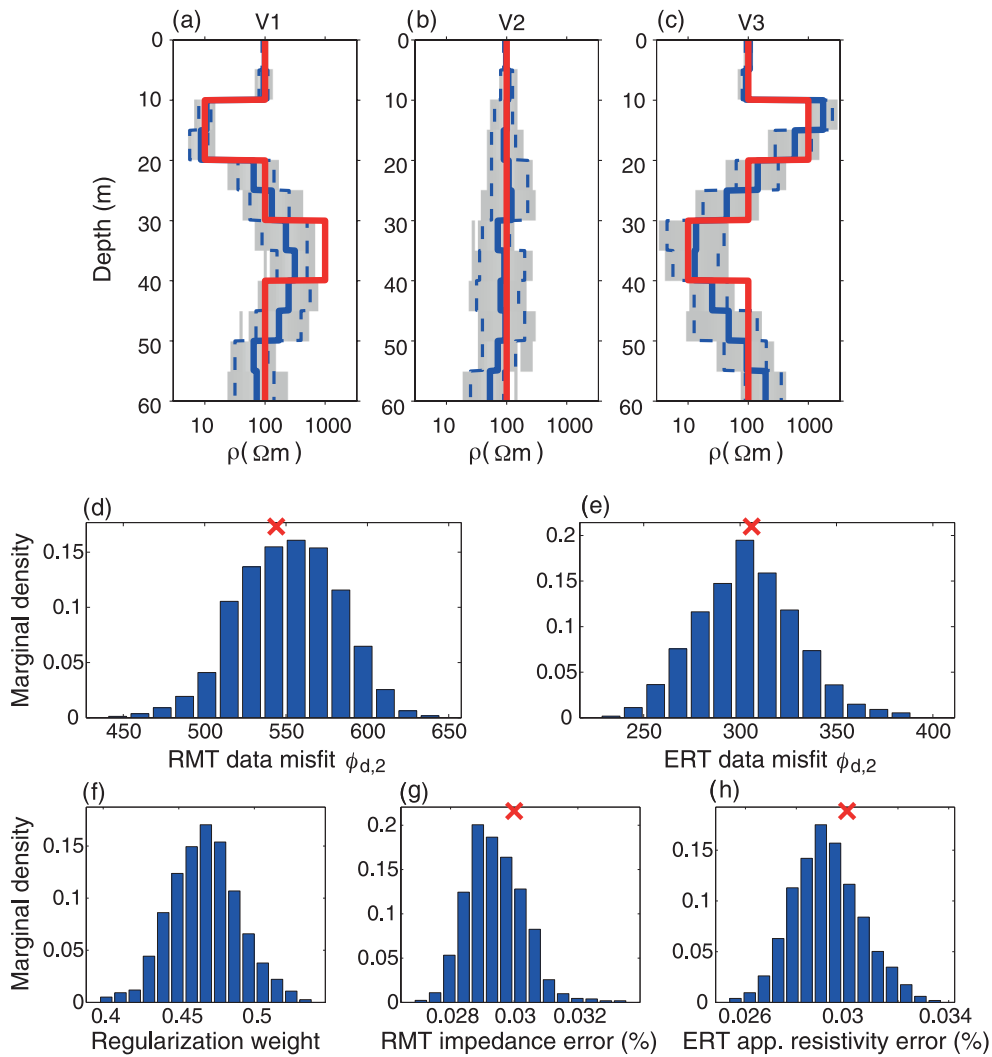 (a) V1 (b) V2 (c) V3
0 0 0
10 10 10
20 20 20
30 30 30
40 40 40
50 50 50
60 60 60
Depth (m)
10 100 1000 10 100 1000 10 100 1000
ρ( Ωm) ρ( Ωm) ρ( Ωm)
(d) (e)
Marginal density
0.15
0.1
0.05
0
450 500 550 600 650
RMT data misfit ϕd,2
0.2
0.15
0.1
0.05
0
250 300 350 400
ERT data misfit ϕd,2
(f) (g) (h)
Marginal density
0.15
0.1
0.05
0
0.4 0.45 0.5
Regularization weight
0.2
0.15
0.1
0.05
0
0.028 0.03 0.032
RMT impedance error (%)
0.15
0.1
0.05
0
0.026 0.03 0.034
ERT app. resistivity error (%)